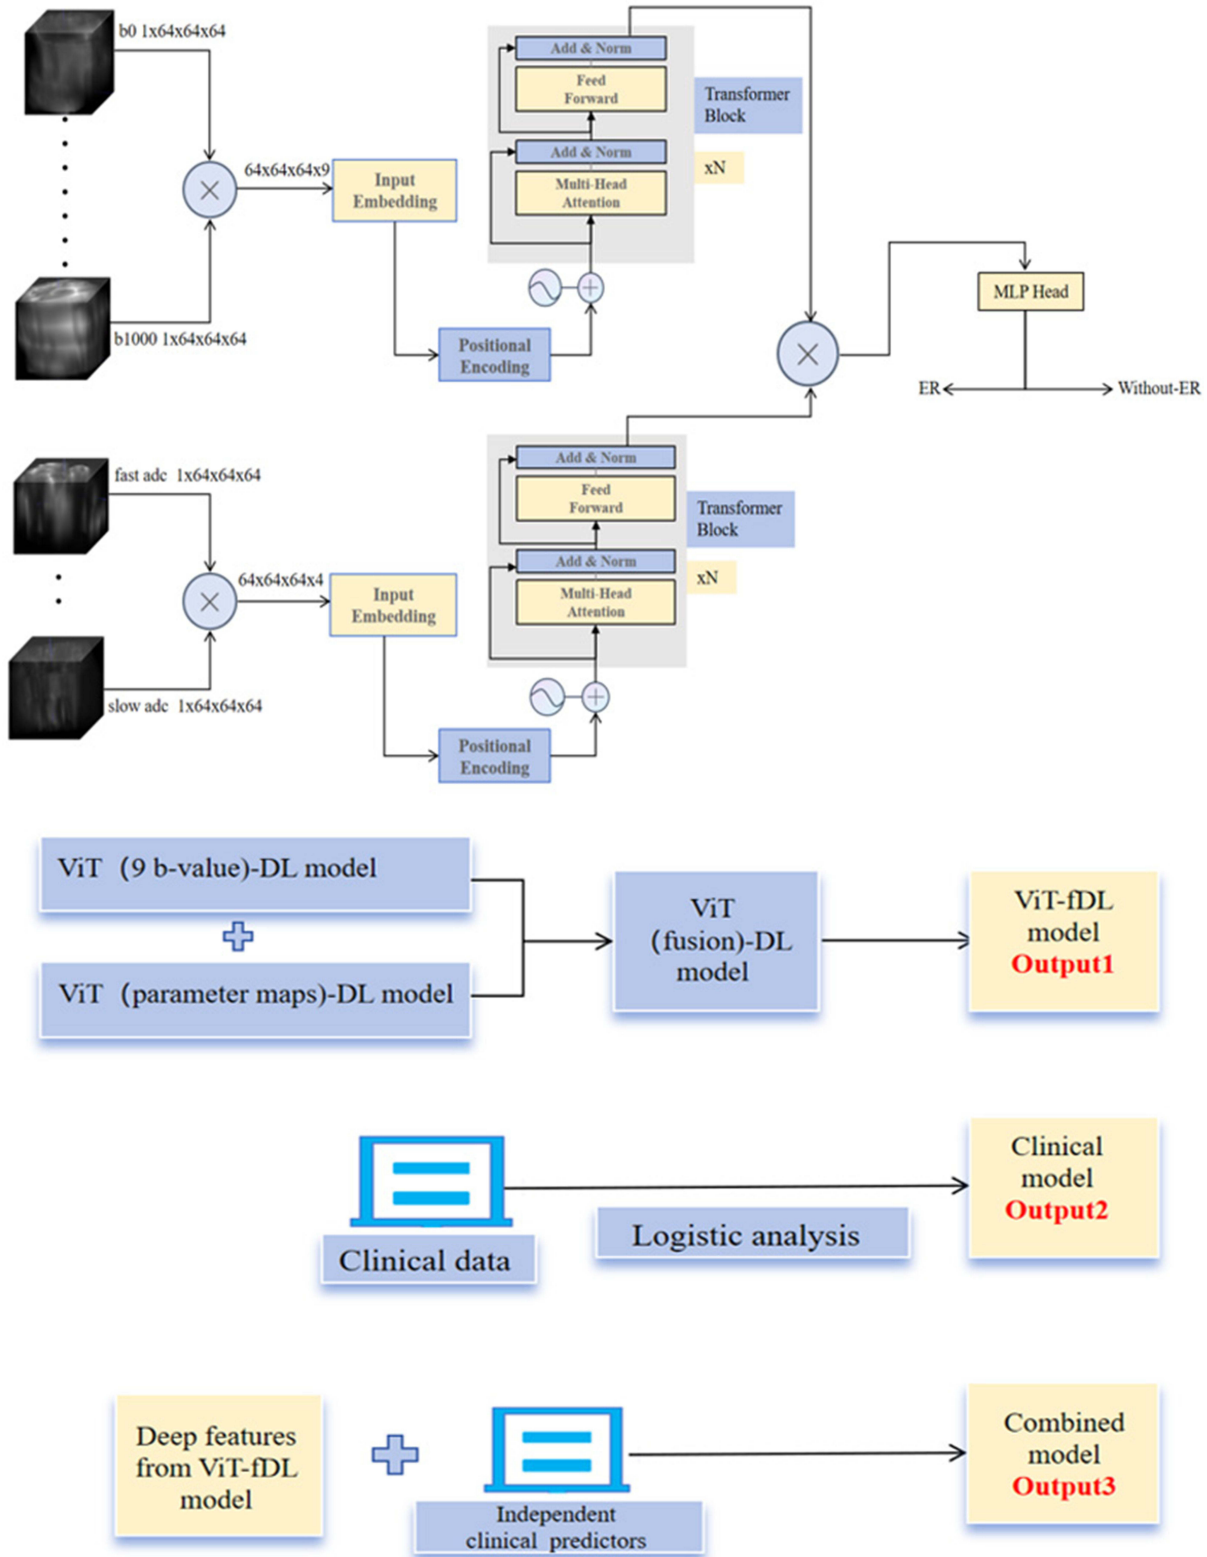 b0 1x64x64x64
64x64x64x9
b1000 1x64x64x64
Input
Embedding
Positional
Encoding
Add & Norm
Feed
Forward
Add & Norm
Multi-Head
Attention
Transformer
Block
xN
MLP Head
ER
Without-ER
fast adc 1x64x64x64
64x64x64x4
slow adc 1x64x64x64
Input
Embedding
Positional
Encoding
Add & Norm
Feed
Forward
Add & Norm
Multi-Head
Attention
Transformer
Block
xN
ViT (9 b-value)-DL model
ViT (parameter maps)-DL model
ViT
(fusion)-DL
model
ViT-fDL
model
Output1
Clinical data
Logistic analysis
Clinical
model
Output2
Deep features
from ViT-fDL
model
Independent
clinical predictors
Combined
model
Output3